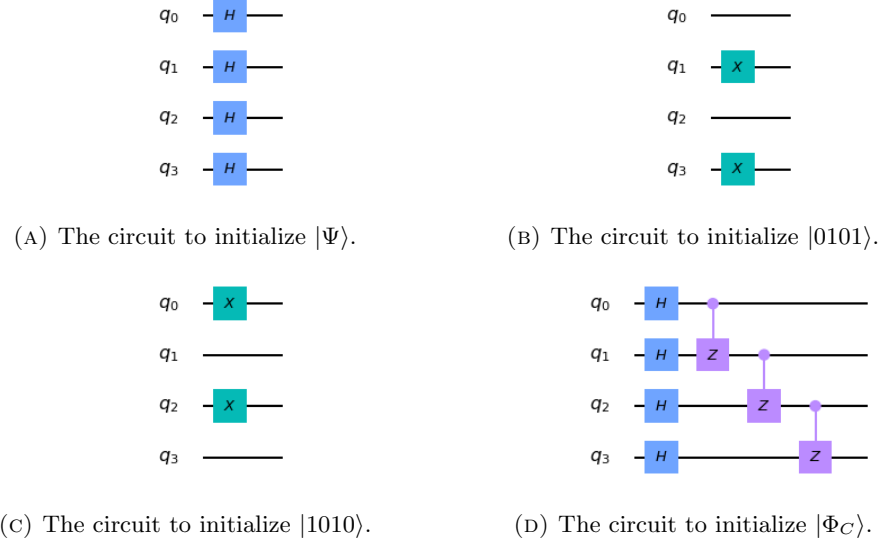 q₀ H
q₁ H
q₂ H
q₃ H
(A) The circuit to initialize |Ψ⟩.
q₀
q₁ X
q₂
q₃ X
(B) The circuit to initialize |0101⟩.
q₀ X
q₁
q₂ X
q₃
(C) The circuit to initialize |1010⟩.
q₀ H
q₁ H Z
q₂ H Z
q₃ H Z
(D) The circuit to initialize |Φ_C⟩.